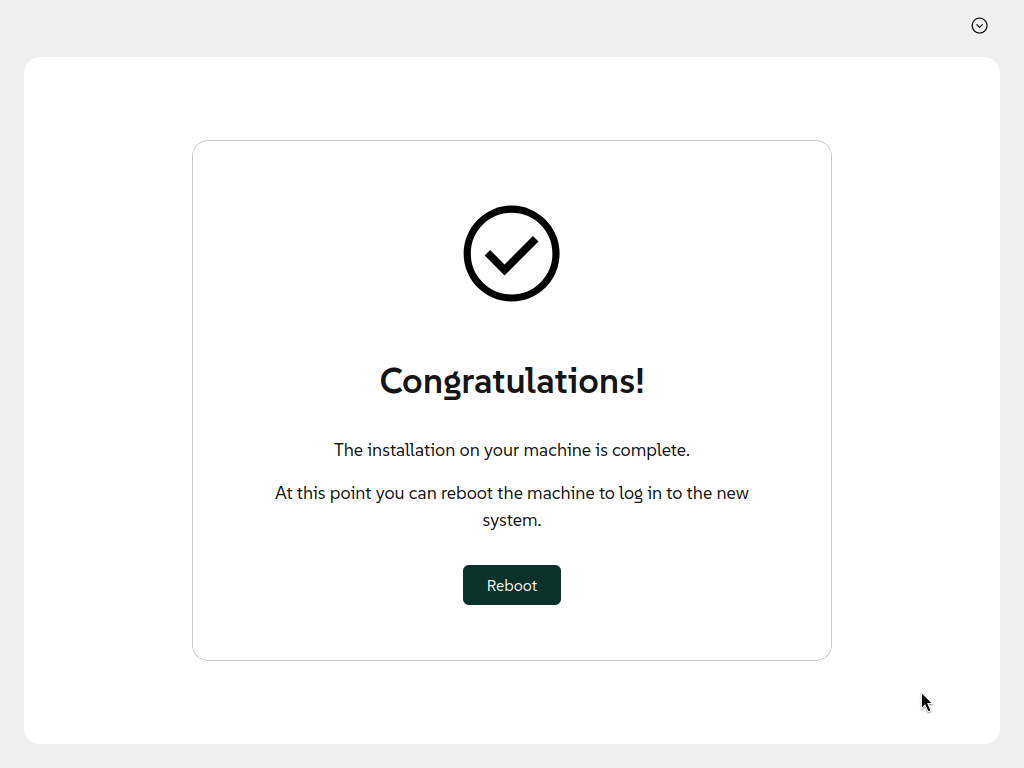 Congratulations!
The installation on your machine is complete.
At this point you can reboot the machine to log in to the new
system.
Reboot